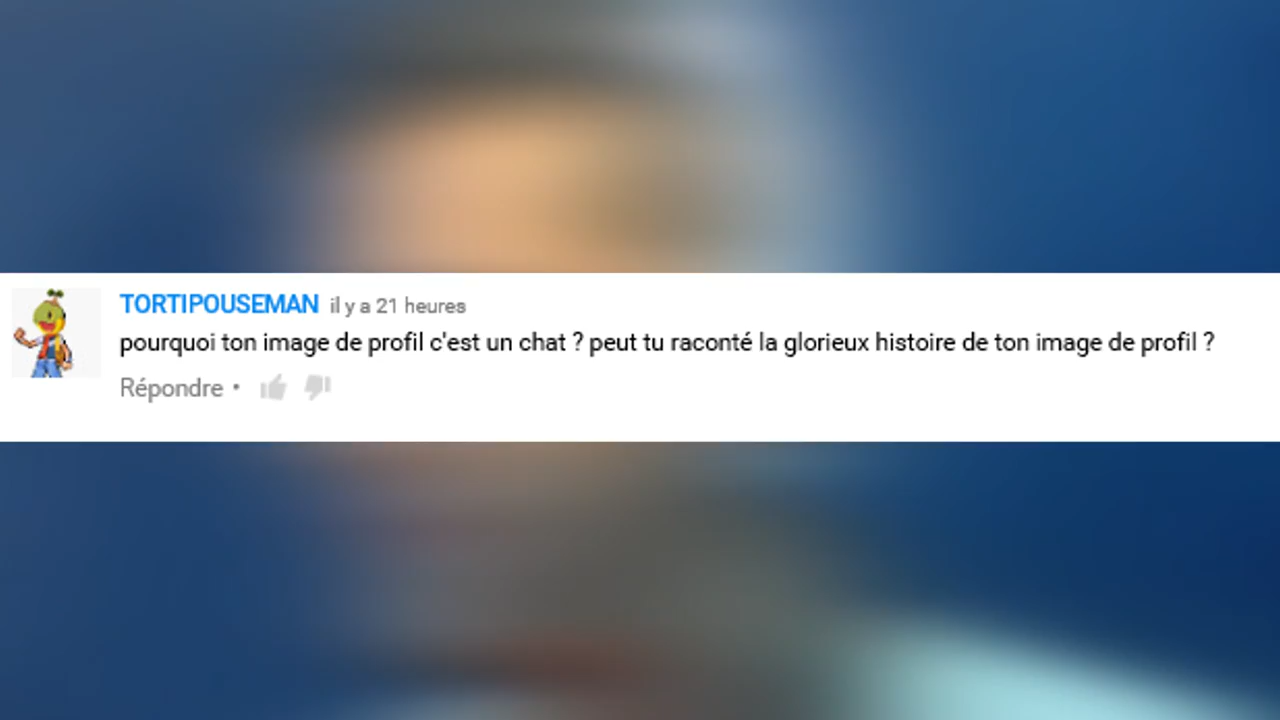 TORTIPOUSEMAN il y a 21 heures
pourquoi ton image de profil c'est un chat ? peut tu raconté la glorieux histoire de ton image de profil ?
Répondre •